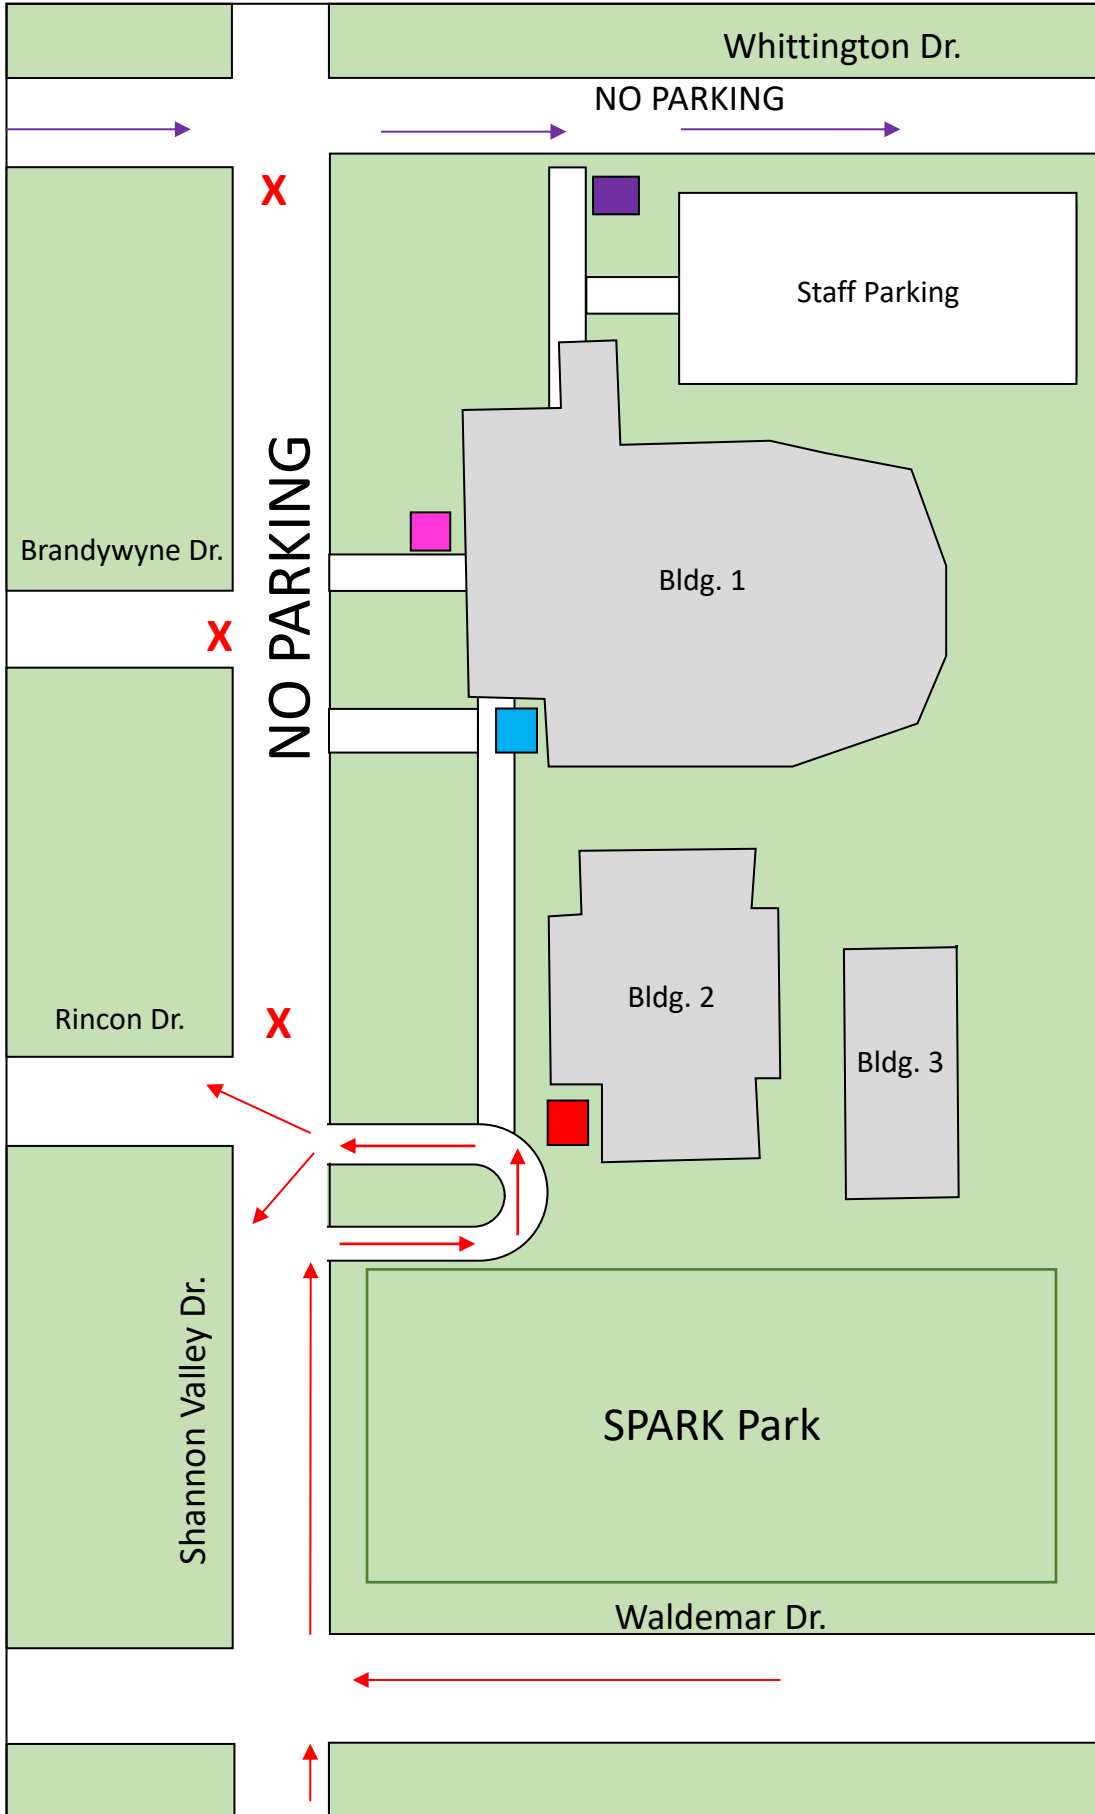 Whittington Dr.
NO PARKING
X
Staff Parking
NO PARKING
Brandywyne Dr.
Bldg. 1
X
Bldg. 2
Rincon Dr.
X
Bldg. 3
Shannon Valley Dr.
SPARK Park
Waldemar Dr.